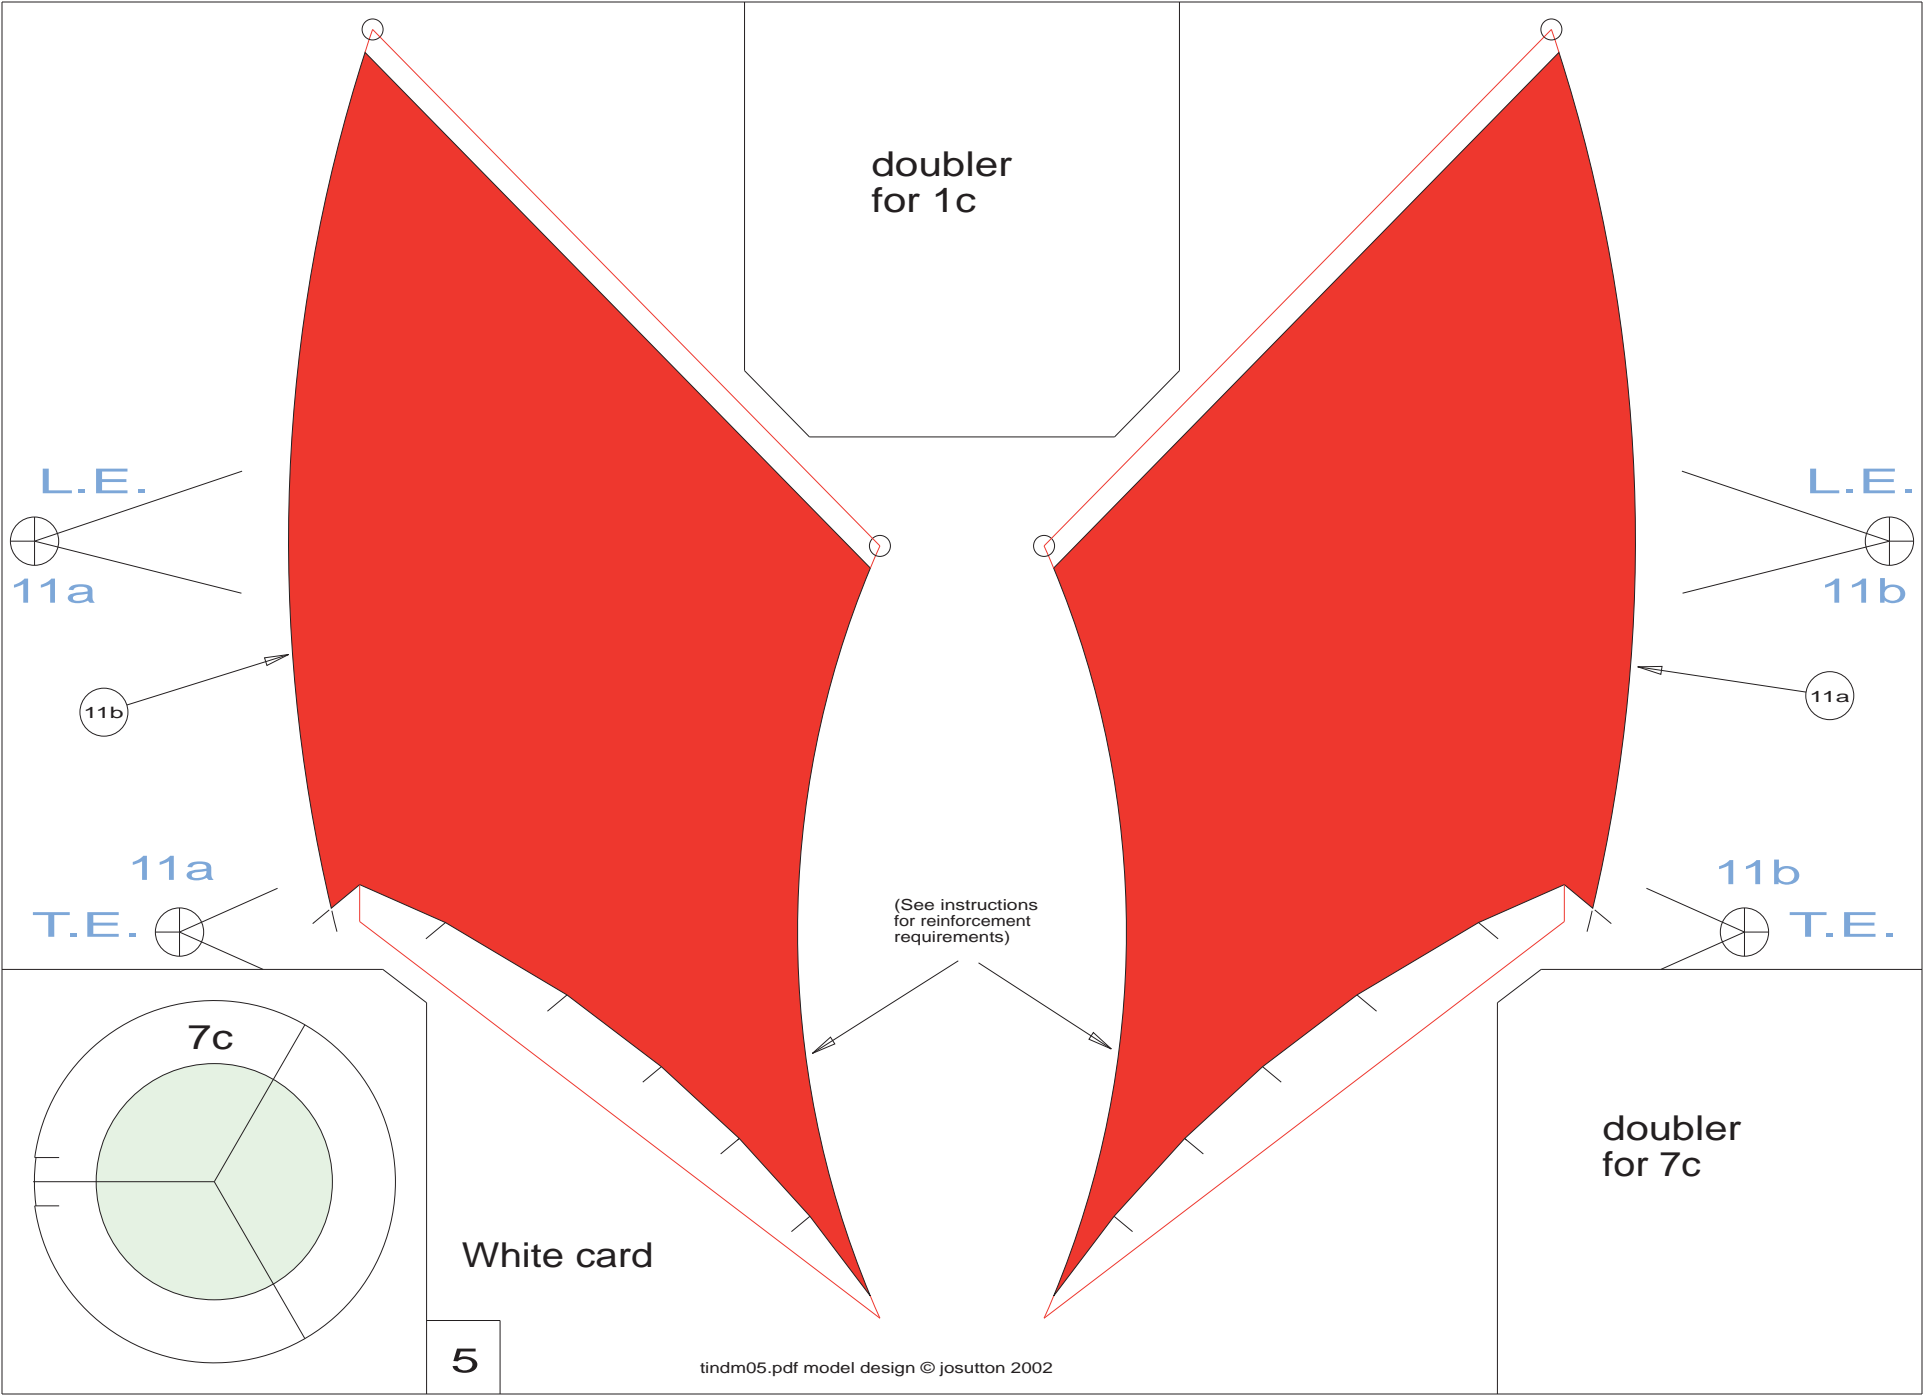 doubler
for 1c
L.E.
11a
L.E.
11b
11b
11a
11a
T.E.
11b
T.E.
(See instructions
for reinforcement
requirements)
7c
doubler
for 7c
White card
5
tindm05.pdf model design © josutton 2002